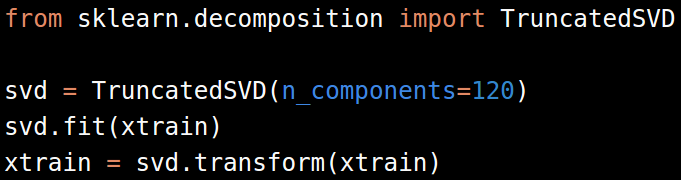 from sklearn.decomposition import TruncatedSVD
svd = TruncatedSVD(n_components=120)
svd.fit(xtrain)
xtrain = svd.transform(xtrain)